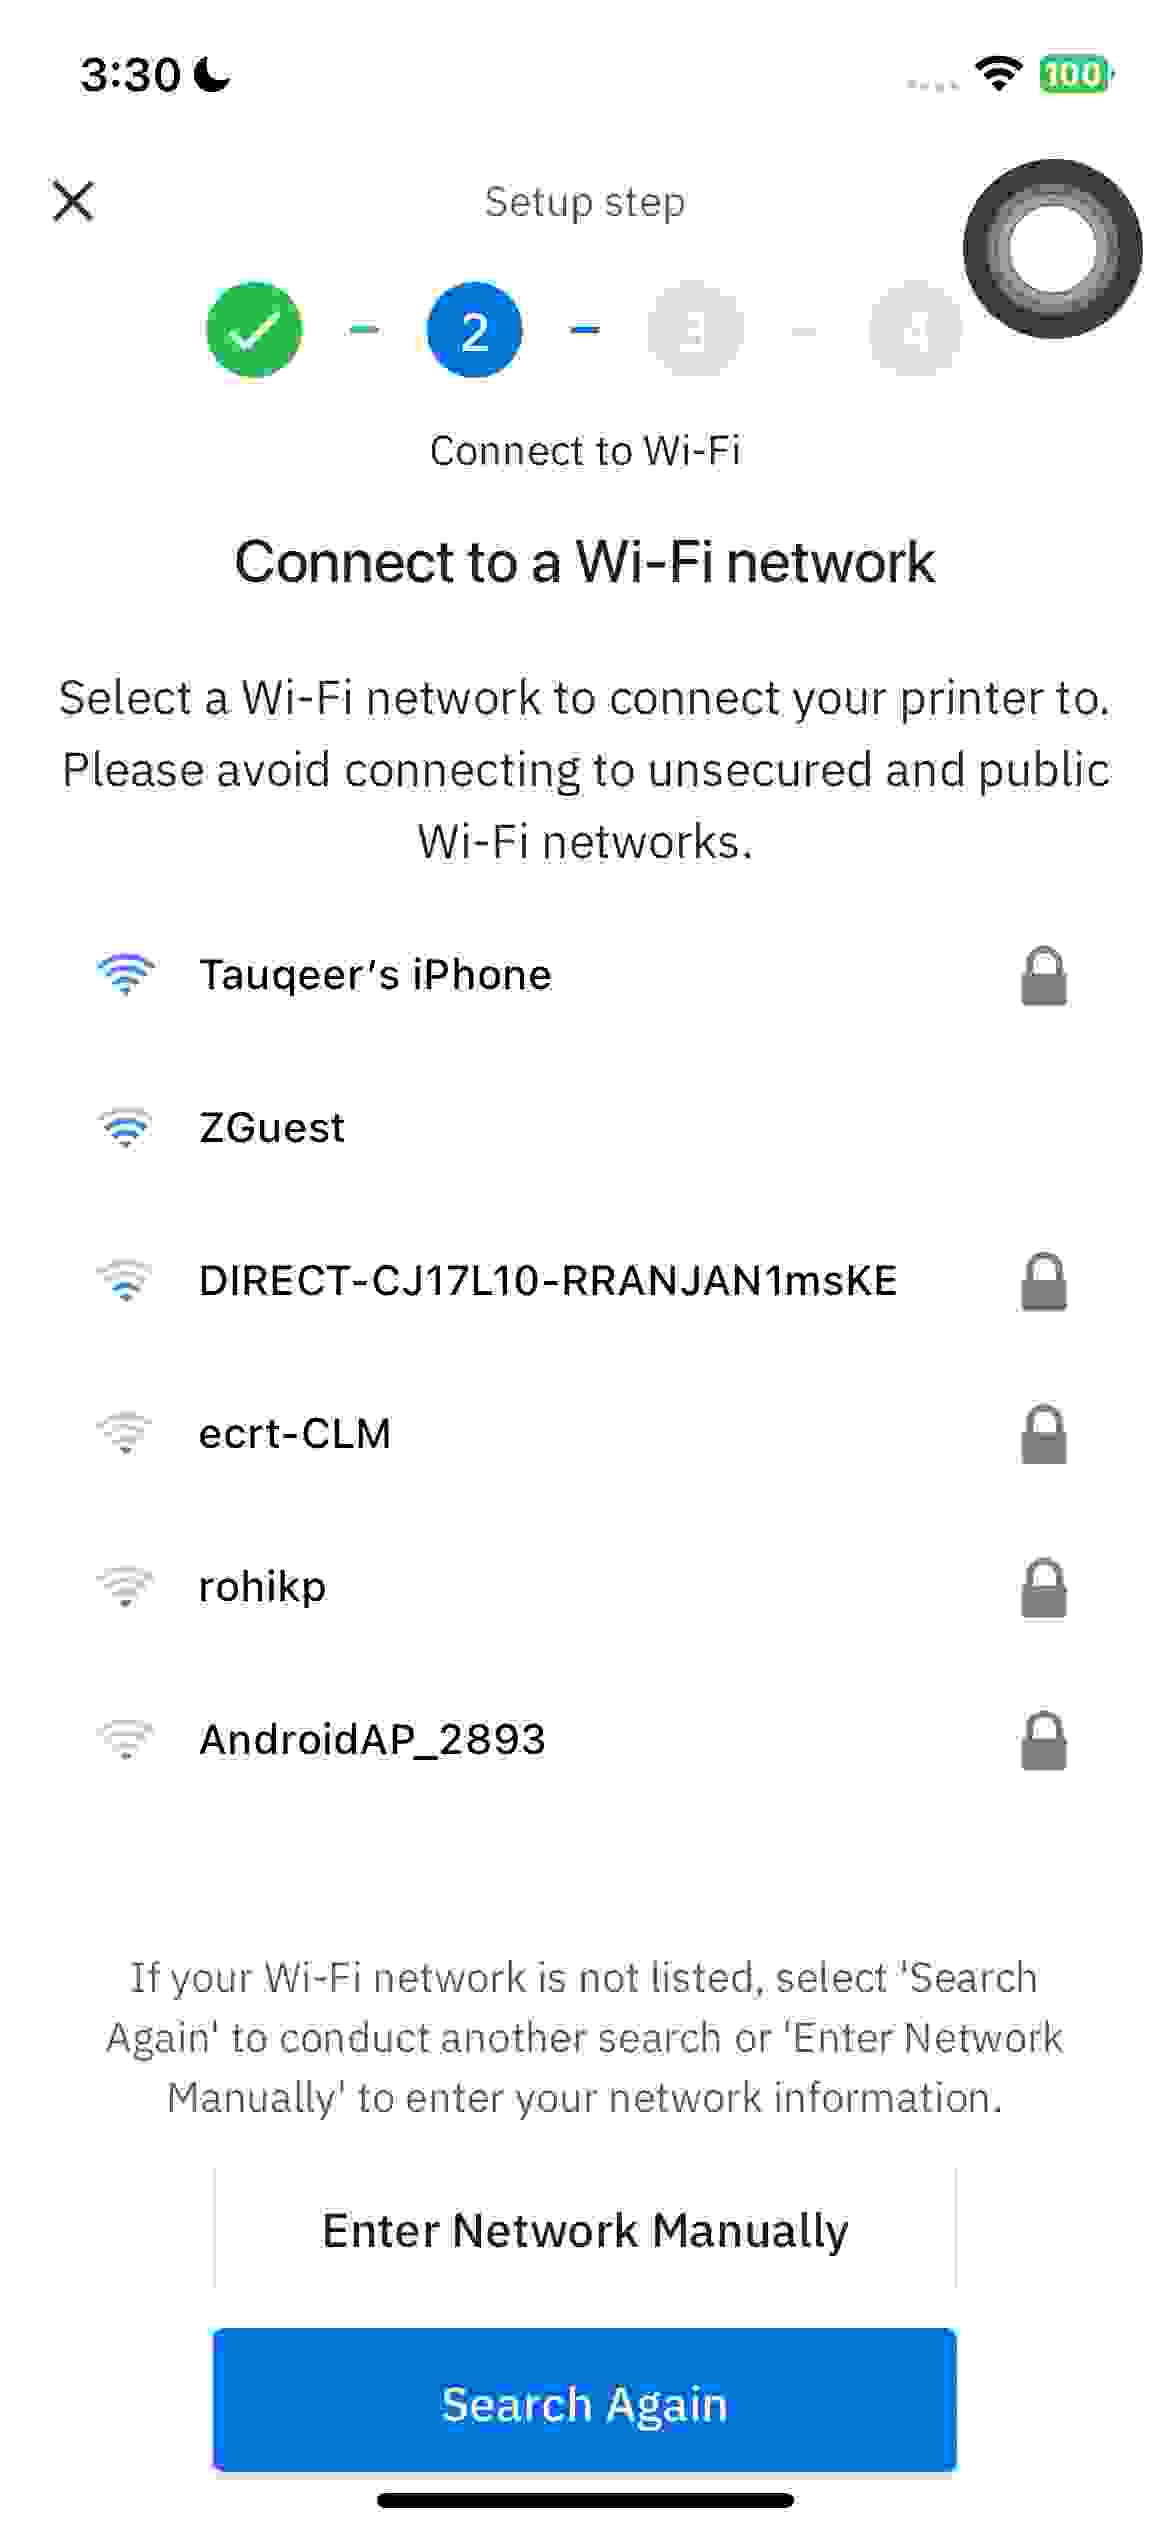 3:30
100
Setup step
2
3
4
Connect to Wi-Fi
Connect to a Wi-Fi network
Select a Wi-Fi network to connect your printer to.
Please avoid connecting to unsecured and public
Wi-Fi networks.
Tauqeer's iPhone
ZGuest
DIRECT-CJ17L10-RRANJAN1msKE
ecrt-CLM
rohikp
AndroidAP_2893
If your Wi-Fi network is not listed, select 'Search
Again' to conduct another search or 'Enter Network
Manually' to enter your network information.
Enter Network Manually
Search Again